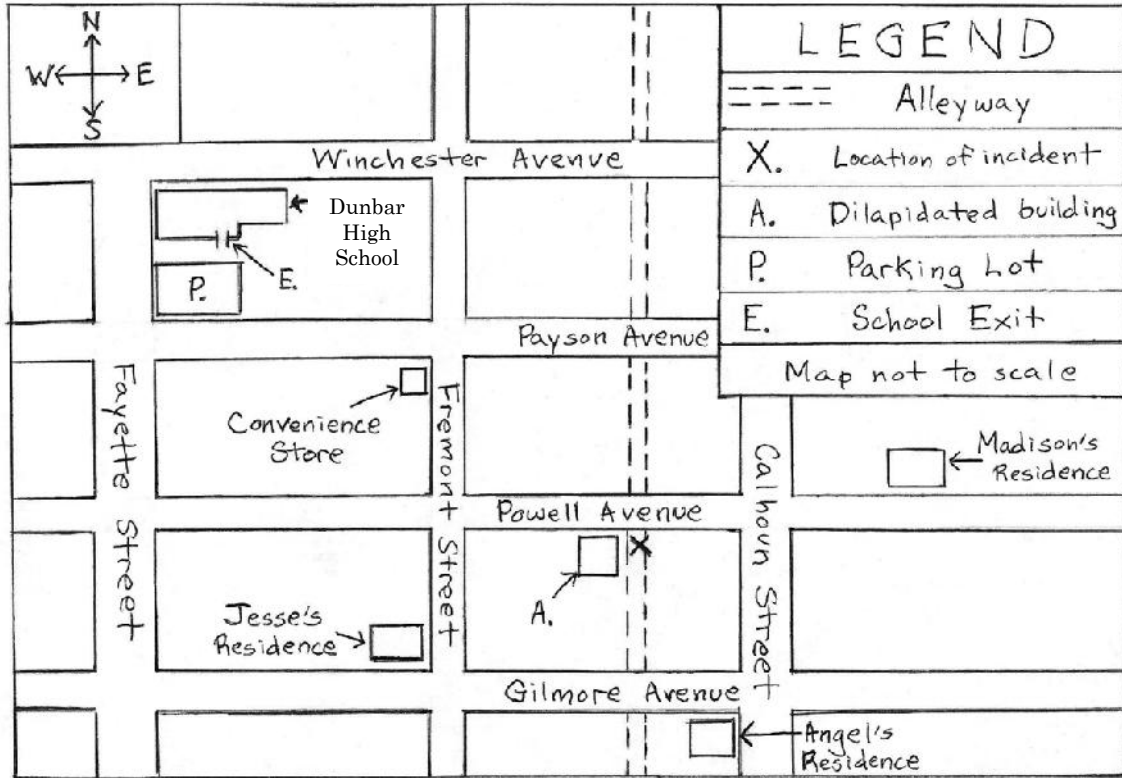 N
W E
S
LEGEND
Alleyway
X. Location of incident
A. Dilapidated building
P. Parking Lot
E. School Exit
Map not to scale
Winchester Avenue
Dunbar
High
School
E.
P.
Payson Avenue
Fayette Street
Convenience
Store
Fremont Street
Calhoun Street
Madison's
Residence
Powell Avenue
X
A.
Jesse's
Residence
Gilmore Avenue
Angel's
Residence